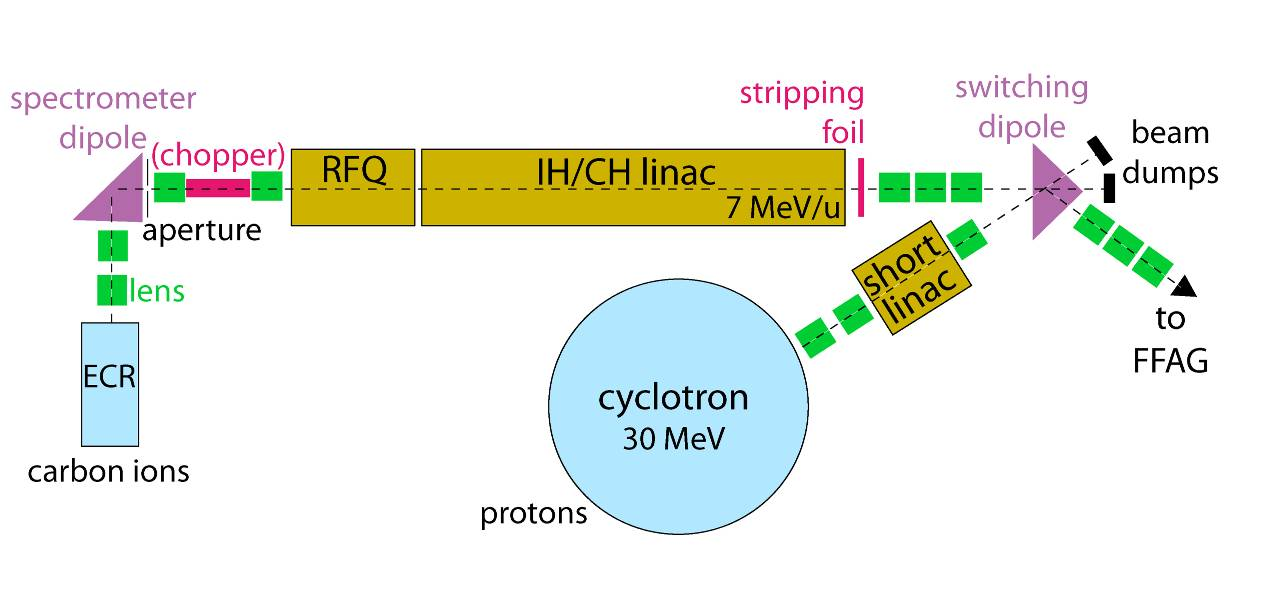 spectrometer
dipole
(chopper)
aperture
lens
ECR
carbon ions
RFQ
IH/CH linac
7 MeV/u
stripping
foil
switching
dipole
beam
dumps
short
linac
to
FFAG
cyclotron
30 MeV
protons